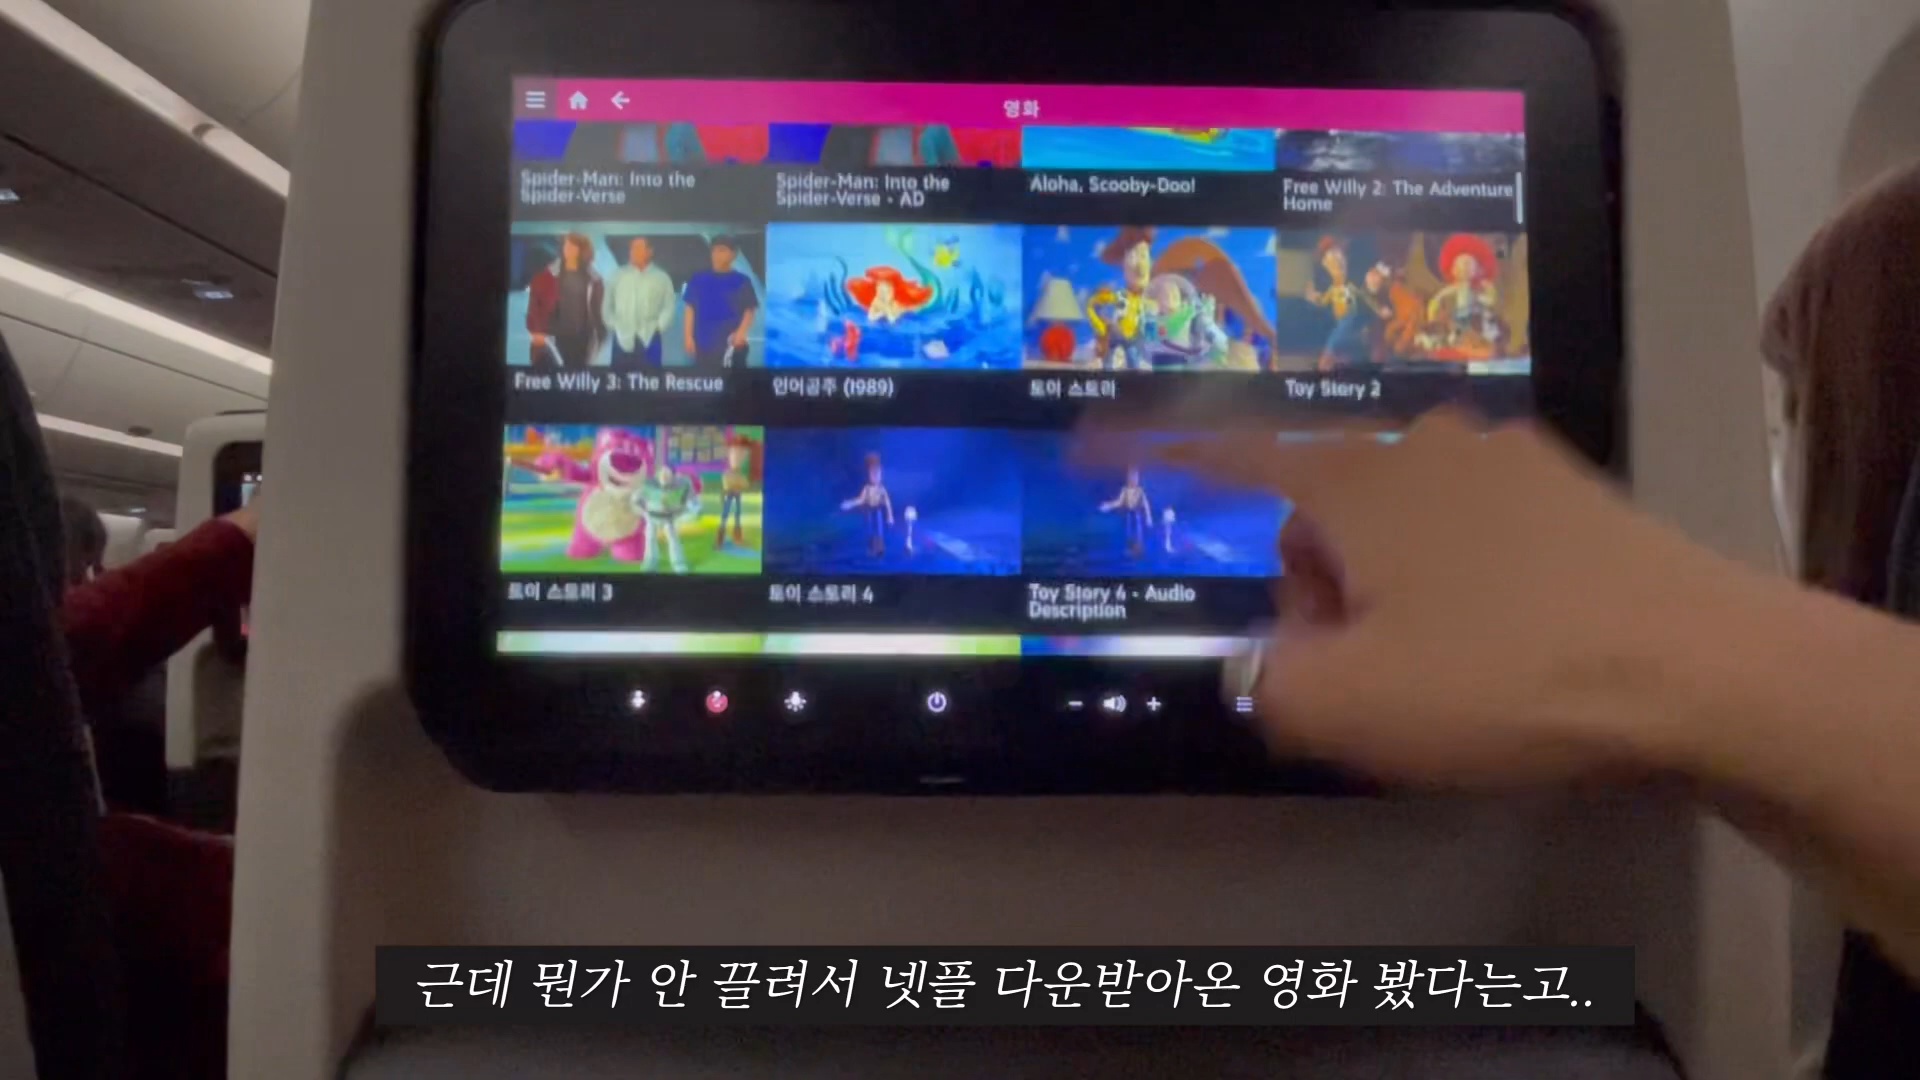 영화
Spider-Man: Into the
Spider-Verse
Spider-Man: Into the
Spider-Verse - AD
Aloha, Scooby-Doo!
Free Willy 2: The Adventure
Home
Free Willy 3: The Rescue
인어공주 (1989)
토이 스토리
Toy Story 2
토이 스토리 3
토이 스토리 4
Toy Story 4 - Audio
Description
근데 뭔가 안 끌려서 넷플 다운받아온 영화 봤다는고..